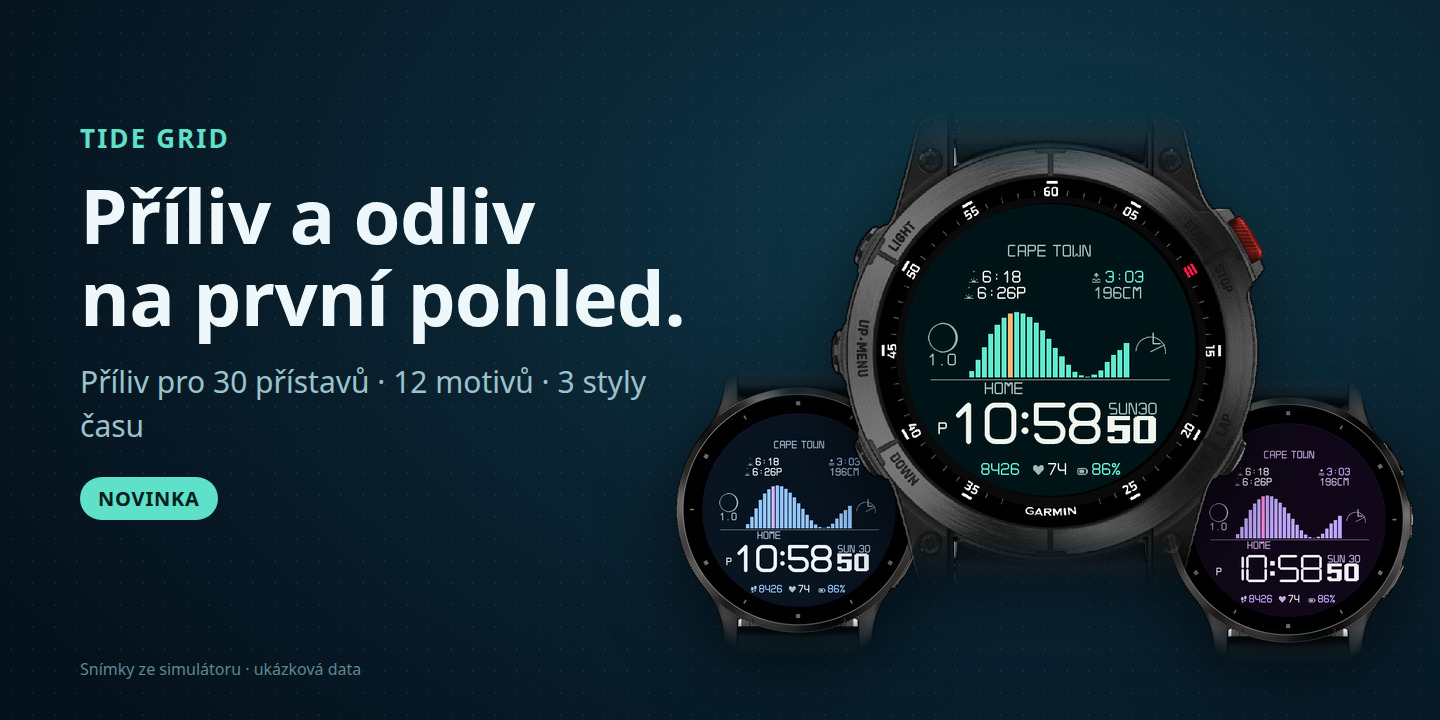 TIDE GRID
Příliv a odliv
na první pohled.
Příliv pro 30 přístavů · 12 motivů · 3 styly
času
NOVINKA
Snímky ze simulátoru · ukázková data
60
05
15
20
25
35
40
45
50
55
LIGHT
UP·MENU
DOWN
STOP
LAP
GARMIN
CAPE TOWN
6:18
3:03
6:26P
196CM
1.0
HOME
P
10:58
SUN30
50
8426
74
86%
CAPE TOWN
6:18
3:03
6:26P
196CM
1.0
HOME
P
10:58
SUN 30
50
8426
74
86%
CAPE TOWN
6:18
3:03
6:26P
196CM
1.0
HOME
P
10:58
SUN 30
50
8426
74
86%